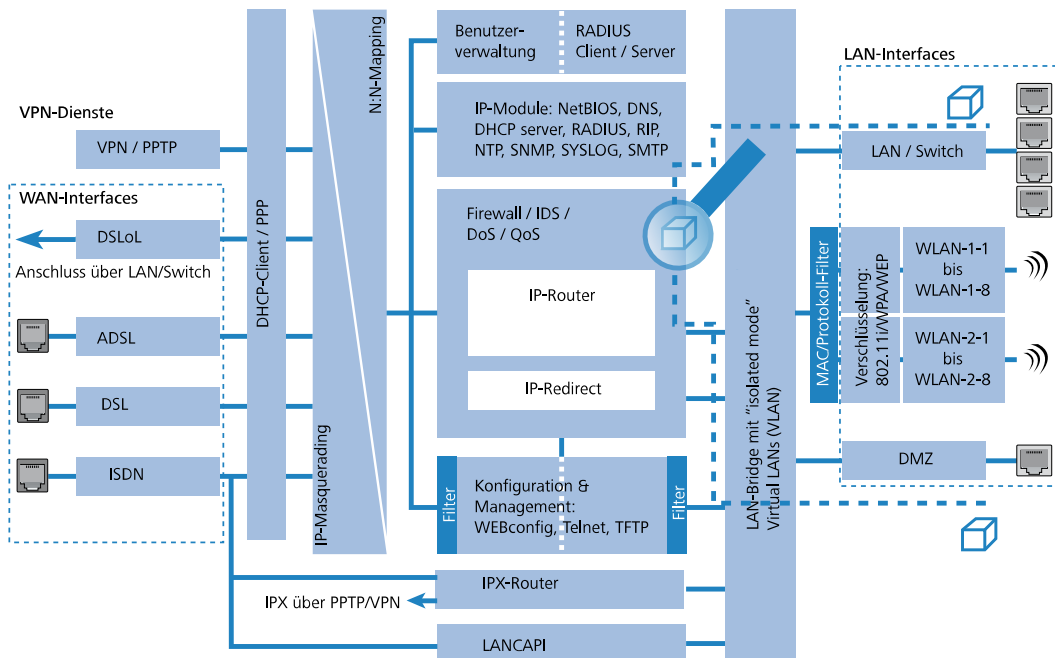 VPN-Dienste
VPN / PPTP
WAN-Interfaces
DSLoL
Anschluss über LAN/Switch
ADSL
DSL
ISDN
DHCP-Client / PPP
IP-Masquerading
N:N-Mapping
Benutzer-
verwaltung
RADIUS
Client / Server
IP-Module: NetBIOS, DNS,
DHCP server, RADIUS, RIP,
NTP, SNMP, SYSLOG, SMTP
Firewall / IDS /
DoS / QoS
IP-Router
IP-Redirect
Filter
Konfiguration &
Management:
WEBconfig, Telnet, TFTP
Filter
IPX über PPTP/VPN
IPX-Router
LANCAPI
LAN-Bridge mit "isolated mode"
Virtual LANs (VLAN)
LAN-Interfaces
LAN / Switch
MAC/Protokoll-Filter
Verschlüsselung:
802.11i/WPA/WEP
WLAN-1-1
bis
WLAN-1-8
WLAN-2-1
bis
WLAN-2-8
DMZ